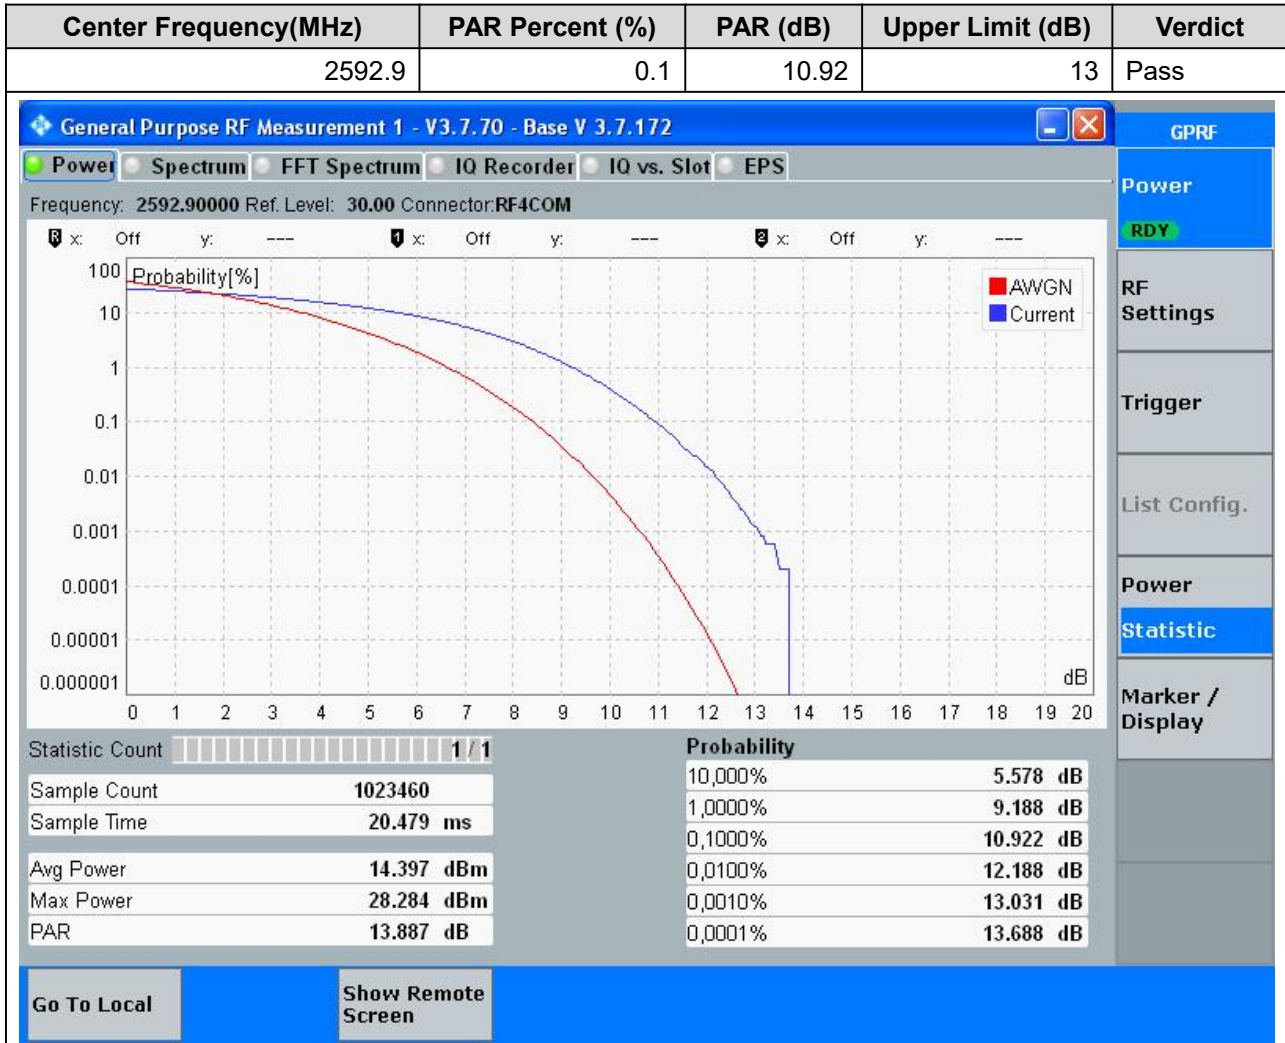 Center Frequency(MHz) PAR Percent (%) PAR (dB) Upper Limit (dB) Verdict
2592.9 0.1 10.92 13 Pass
General Purpose RF Measurement 1 - V3.7.70 - Base V 3.7.172
GPRF
Power Spectrum FFT Spectrum IQ Recorder IQ vs. Slot EPS
Frequency: 2592.90000 Ref. Level: 30.00 Connector:RF4COM
R x: Off y: --- 1 x: Off y: --- 2 x: Off y: ---
Probability[%]
100
10
1
0.1
0.01
0.001
0.0001
0.00001
0.000001
AWGN
Current
dB
0 1 2 3 4 5 6 7 8 9 10 11 12 13 14 15 16 17 18 19 20
Statistic Count 1 / 1
Sample Count 1023460
Sample Time 20.479 ms
Avg Power 14.397 dBm
Max Power 28.284 dBm
PAR 13.887 dB
Probability
10,000% 5.578 dB
1,0000% 9.188 dB
0,1000% 10.922 dB
0,0100% 12.188 dB
0,0010% 13.031 dB
0,0001% 13.688 dB
Power
RDY
RF
Settings
Trigger
List Config.
Power
Statistic
Marker /
Display
Go To Local
Show Remote
Screen